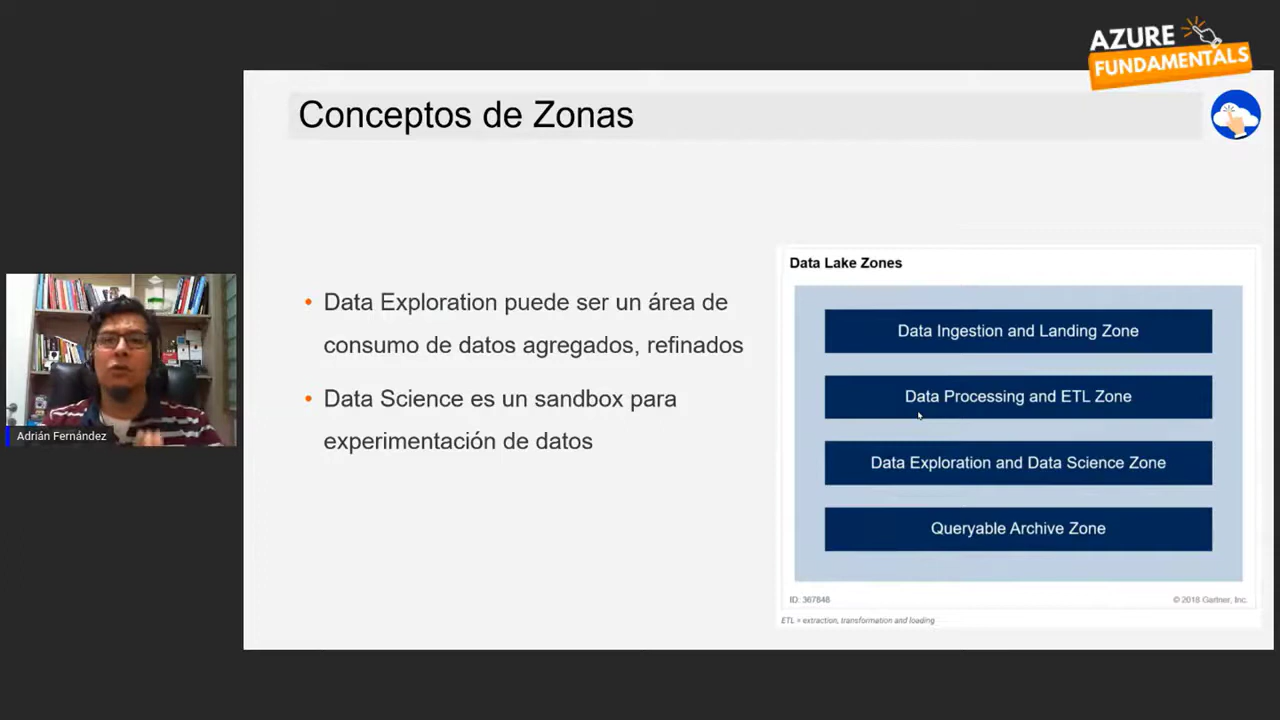 AZURE
FUNDAMENTALS
Conceptos de Zonas
• Data Exploration puede ser un área de
consumo de datos agregados, refinados
• Data Science es un sandbox para
experimentación de datos
Data Lake Zones
Data Ingestion and Landing Zone
Data Processing and ETL Zone
Data Exploration and Data Science Zone
Queryable Archive Zone
ID: 367848
© 2018 Gartner, Inc.
ETL = extraction, transformation and loading
Adrián Fernández